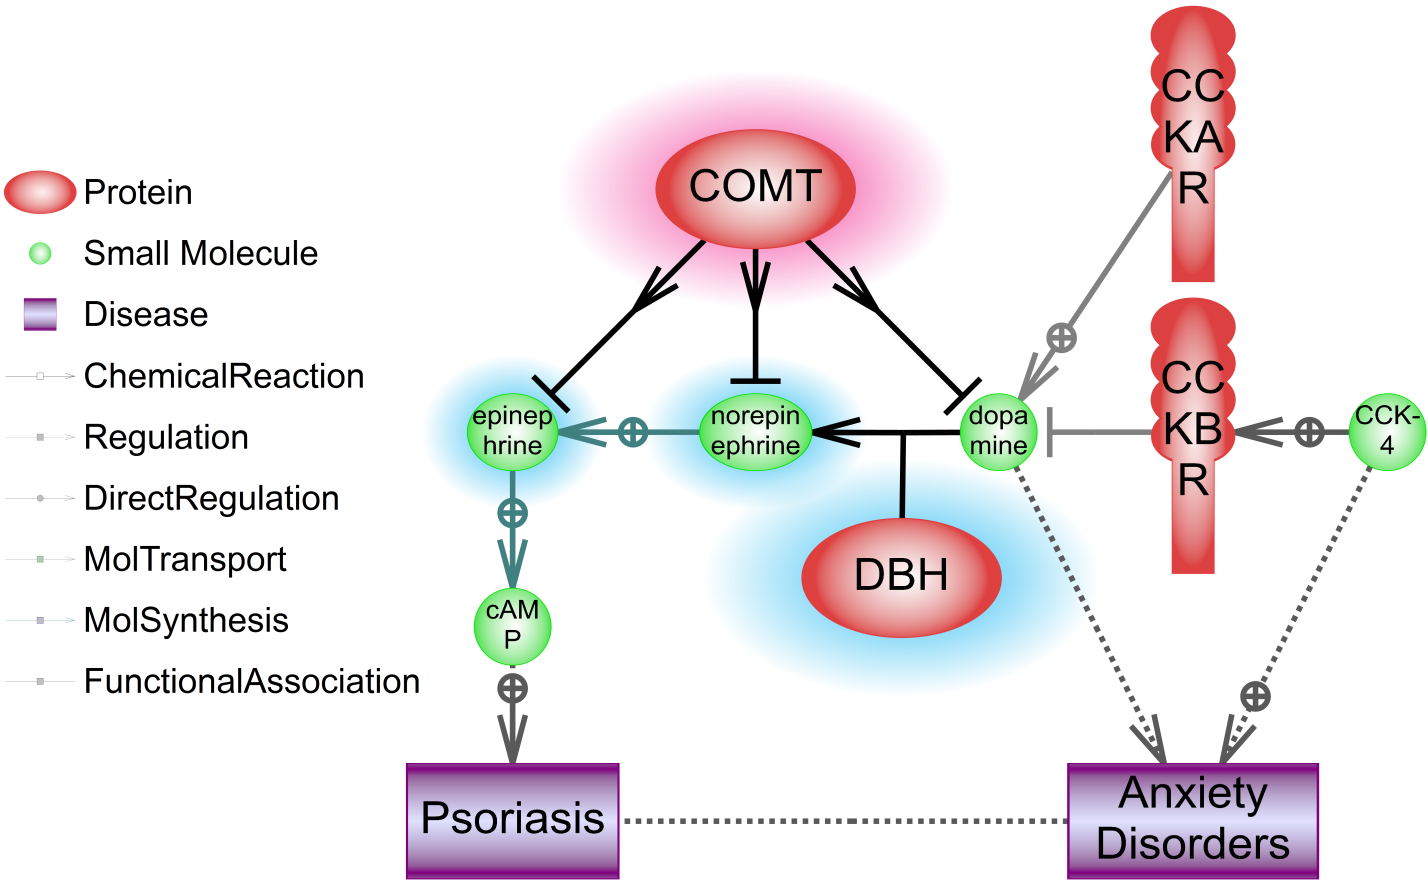 Protein
Small Molecule
Disease
ChemicalReaction
Regulation
DirectRegulation
MolTransport
MolSynthesis
FunctionalAssociation
COMT
CC
KA
R
epinep
hrine
norepin
ephrine
dopa
mine
CC
KB
R
CCK-
4
DBH
cAM
P
Psoriasis
Anxiety
Disorders